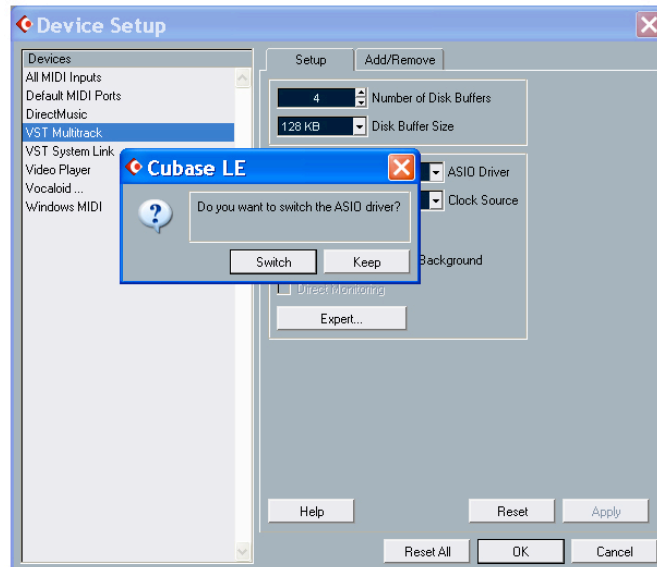 Device Setup
Devices
All MIDI Inputs
Default MIDI Ports
DirectMusic
VST Multitrack
VST System Link
Video Player
Vocaloid ...
Windows MIDI
Setup
Add/Remove
4
Number of Disk Buffers
128 KB
Disk Buffer Size
ASIO Driver
Clock Source
Background
Direct Monitoring
Expert...
Cubase LE
Do you want to switch the ASIO driver?
Switch
Keep
Help
Reset
Apply
Reset All
OK
Cancel